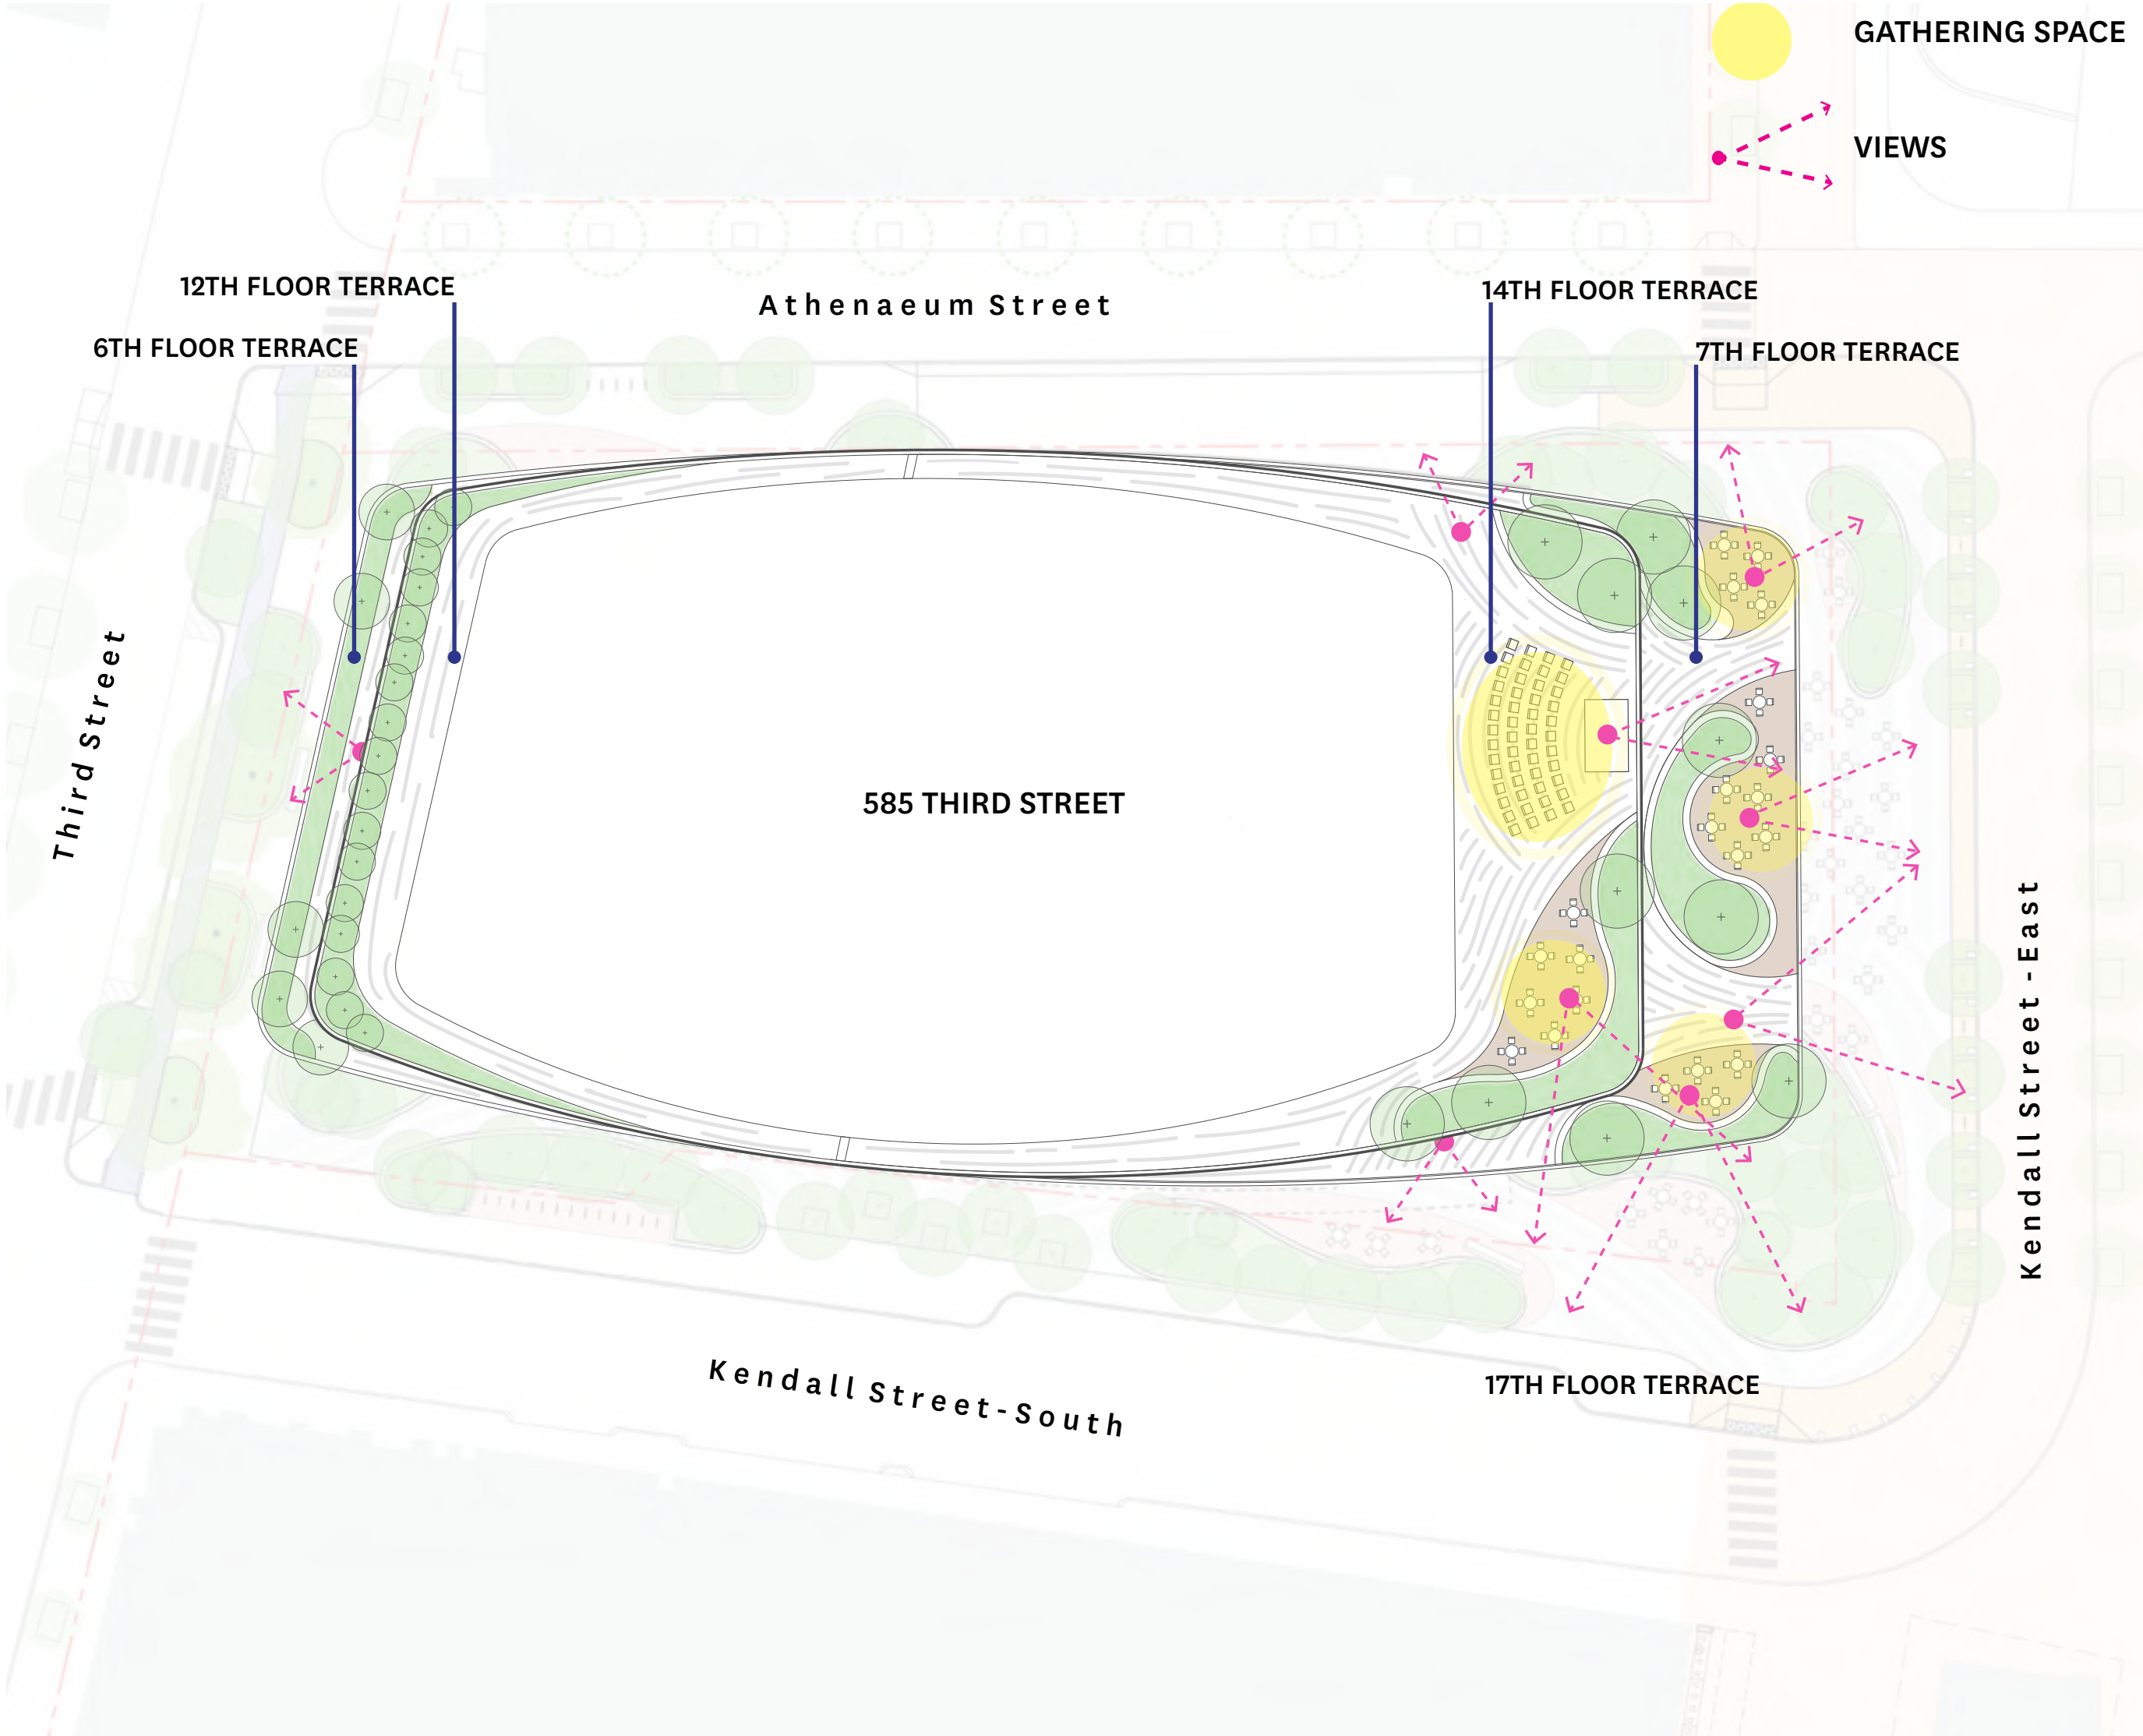 GATHERING SPACE
VIEWS
12TH FLOOR TERRACE
14TH FLOOR TERRACE
Athenaeum Street
6TH FLOOR TERRACE
7TH FLOOR TERRACE
Third Street
585 THIRD STREET
Kendall Street -East
Kendall Street-South
17TH FLOOR TERRACE